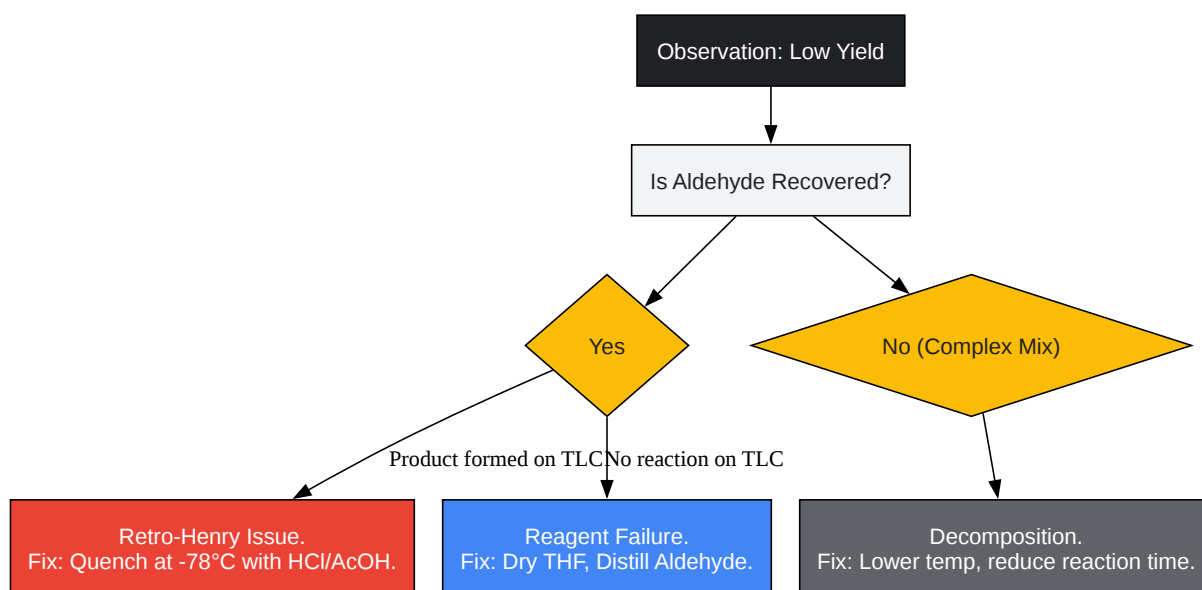 Observation: Low Yield
Is Aldehyde Recovered?
Yes
No (Complex Mix)
Product formed on TLC
No reaction on TLC
Retro-Henry Issue.
Fix: Quench at -78°C with HCl/AcOH.
Reagent Failure.
Fix: Dry THF, Distill Aldehyde.
Decomposition.
Fix: Lower temp, reduce reaction time.